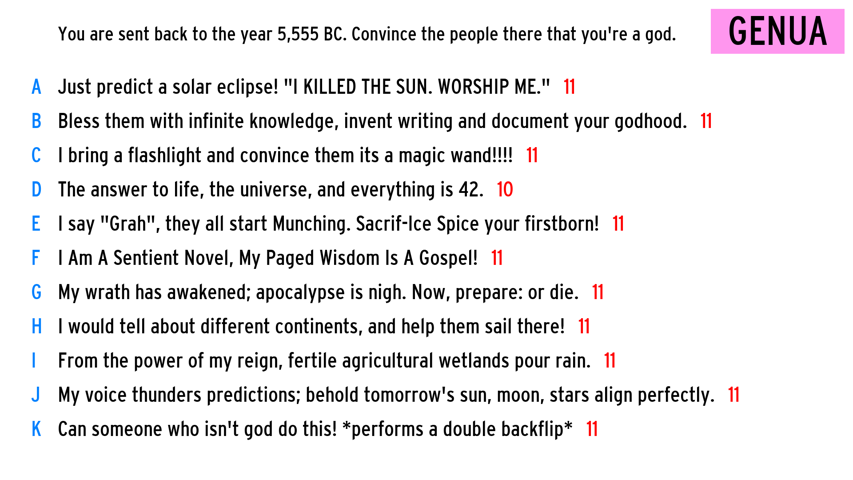 You are sent back to the year 5,555 BC. Convince the people there that you're a god.
GENUA
A Just predict a solar eclipse! "I KILLED THE SUN. WORSHIP ME." 11
B Bless them with infinite knowledge, invent writing and document your godhood. 11
C I bring a flashlight and convince them its a magic wand!!!! 11
D The answer to life, the universe, and everything is 42. 10
E I say "Grah", they all start Munching. Sacrif-Ice Spice your firstborn! 11
F I Am A Sentient Novel, My Paged Wisdom Is A Gospel! 11
G My wrath has awakened; apocalypse is nigh. Now, prepare: or die. 11
H I would tell about different continents, and help them sail there! 11
I From the power of my reign, fertile agricultural wetlands pour rain. 11
J My voice thunders predictions; behold tomorrow's sun, moon, stars align perfectly. 11
K Can someone who isn't god do this! *performs a double backflip* 11